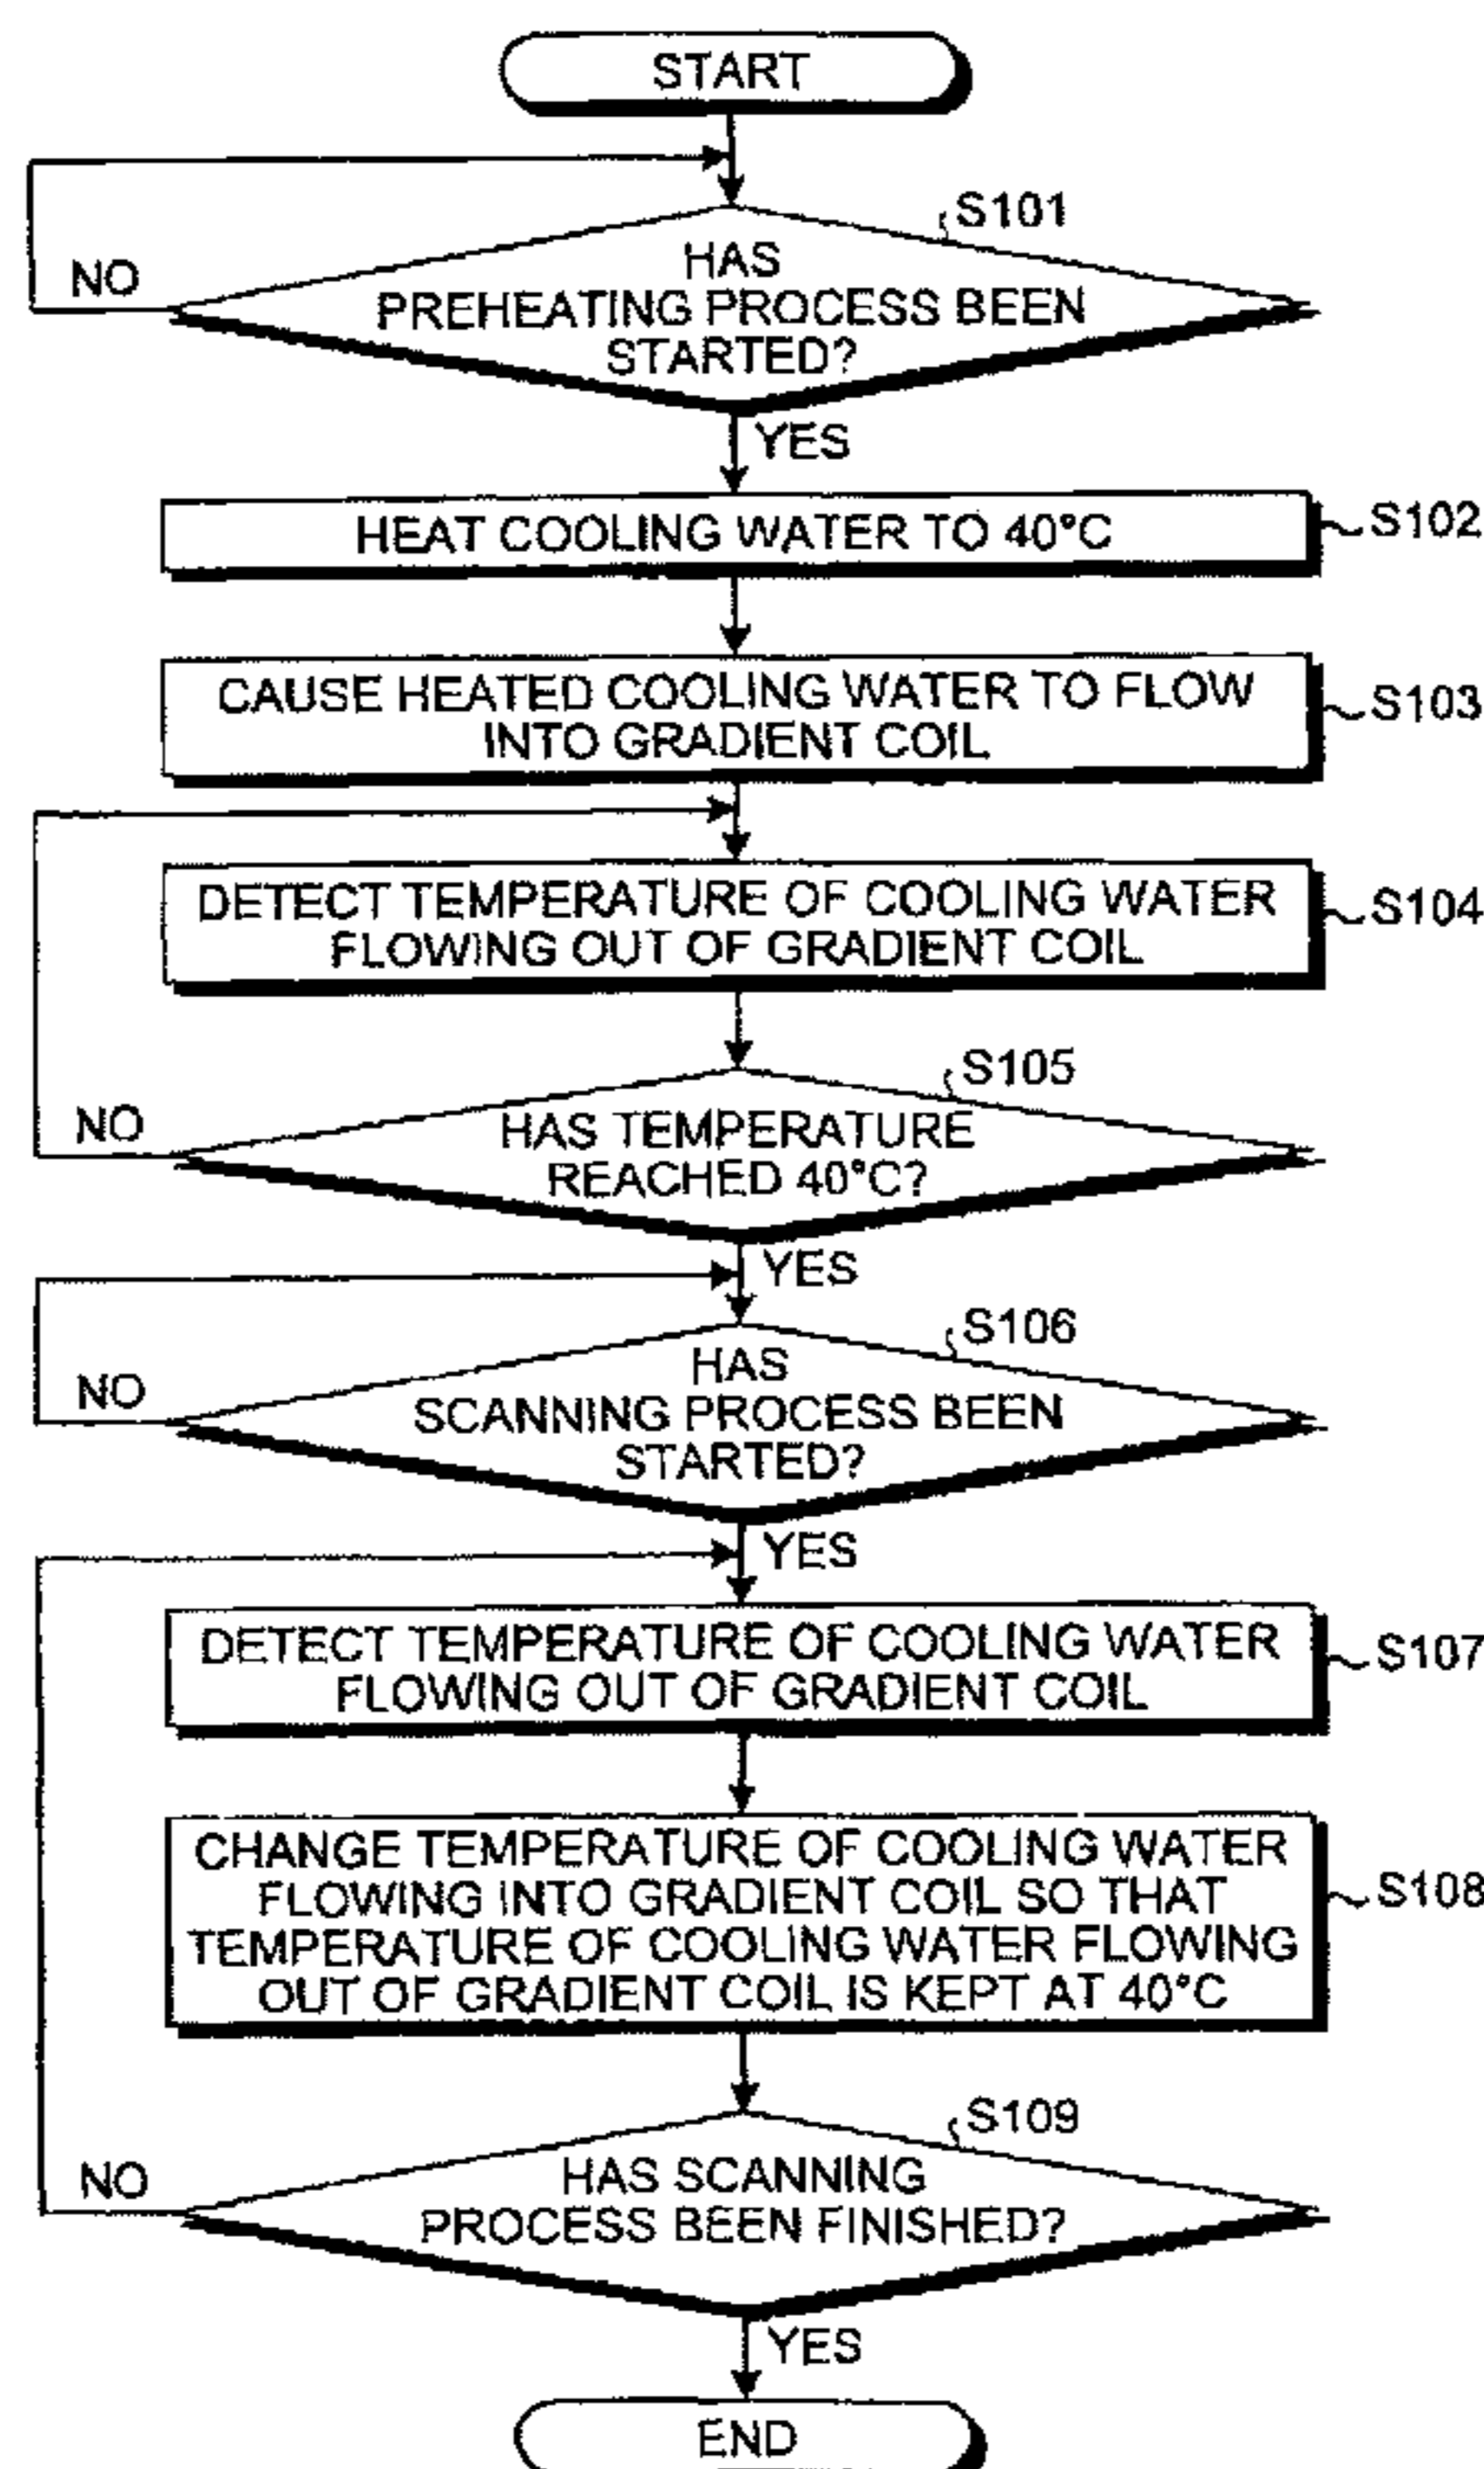 START
S101
HAS
PREHEATING PROCESS BEEN
STARTED?
NO
YES
HEAT COOLING WATER TO 40°C
S102
CAUSE HEATED COOLING WATER TO FLOW
INTO GRADIENT COIL
S103
DETECT TEMPERATURE OF COOLING WATER
FLOWING OUT OF GRADIENT COIL
S104
S105
HAS TEMPERATURE
REACHED 40°C?
NO
YES
S106
HAS
SCANNING PROCESS BEEN
STARTED?
NO
YES
DETECT TEMPERATURE OF COOLING WATER
FLOWING OUT OF GRADIENT COIL
S107
CHANGE TEMPERATURE OF COOLING WATER
FLOWING INTO GRADIENT COIL SO THAT
TEMPERATURE OF COOLING WATER FLOWING
OUT OF GRADIENT COIL IS KEPT AT 40°C
S108
S109
HAS SCANNING
PROCESS BEEN FINISHED?
NO
YES
END